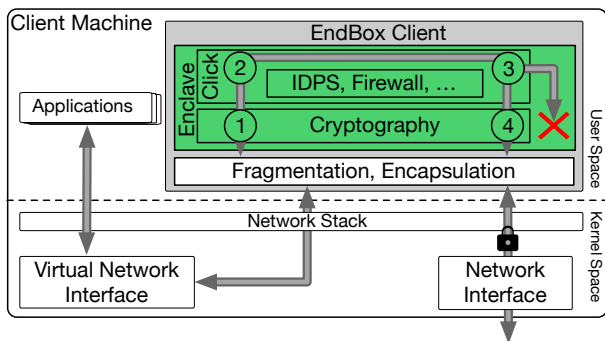 Client Machine
EndBox Client
Enclave
Click
2
3
IDPS, Firewall, ...
Applications
1
Cryptography
4
Fragmentation, Encapsulation
User Space
Network Stack
Kernel Space
Virtual Network
Interface
Network
Interface